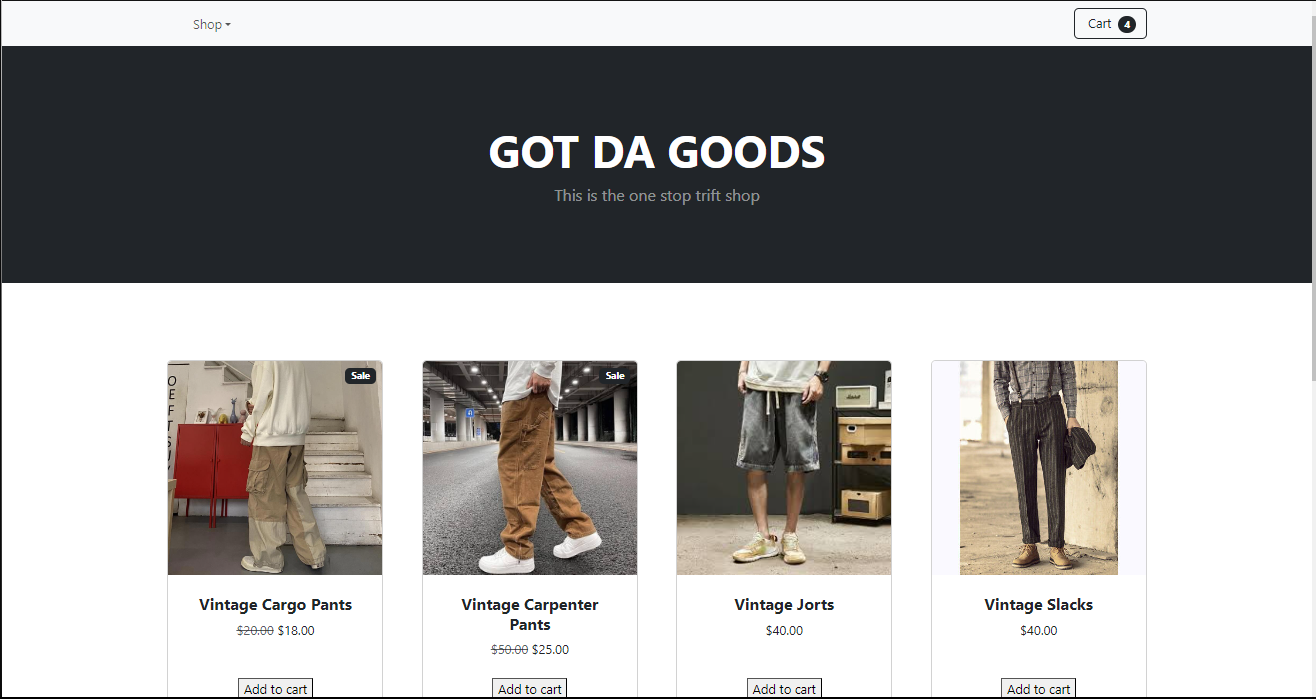 Shop
Cart 4
GOT DA GOODS
This is the one stop trift shop
Sale
Sale
O
E
F
T
Vintage Cargo Pants
$20.00 $18.00
Vintage Carpenter
Pants
$50.00 $25.00
Vintage Jorts
$40.00
Vintage Slacks
$40.00
Add to cart
Add to cart
Add to cart
Add to cart